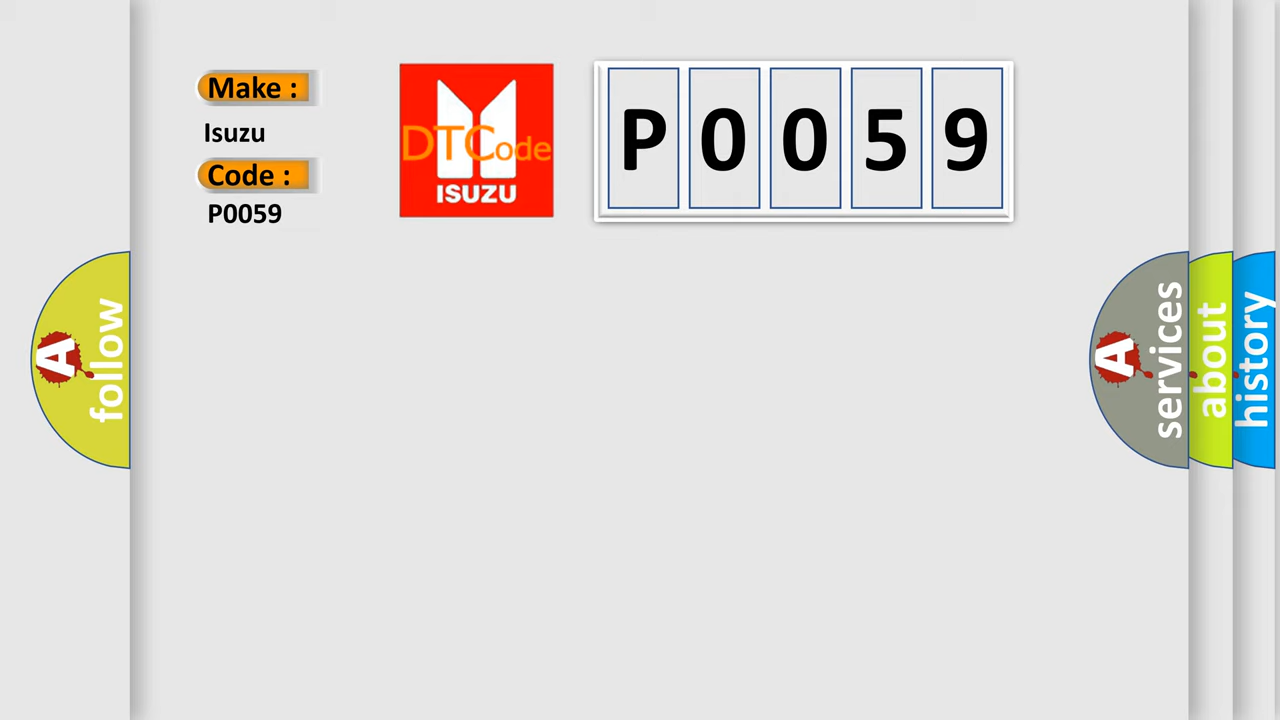 Make :
Isuzu
Code :
P0059
DTCode
ISUZU
P0059
A
follow
A
services
about
history